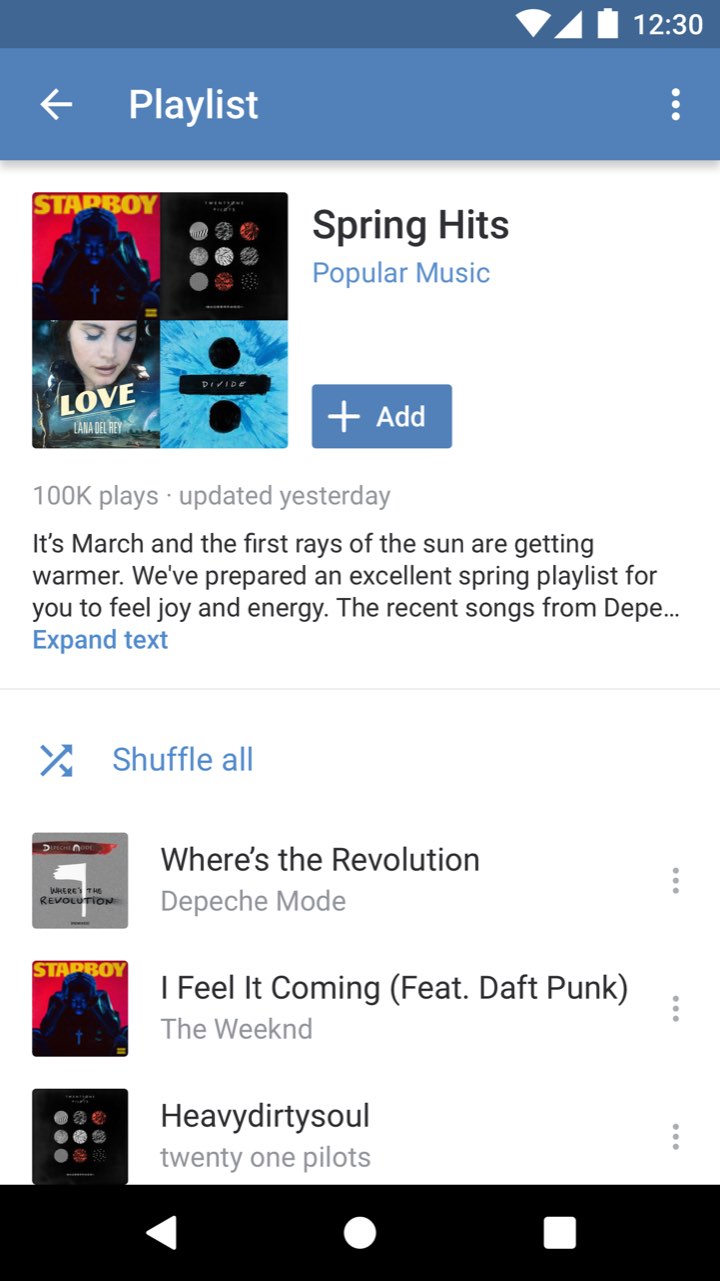 12:30
Playlist
STARBOY
TWENTY ONE
PILOTS
BLURRYFACE
LOVE
LANA DEL REY
DIVIDE
Spring Hits
Popular Music
Add
100K plays · updated yesterday
It’s March and the first rays of the sun are getting
warmer. We've prepared an excellent spring playlist for
you to feel joy and energy. The recent songs from Depe…
Expand text
Shuffle all
DEPECHE MODE
WHERE'S THE
REVOLUTION
REMIXES
Where’s the Revolution
Depeche Mode
STARBOY
I Feel It Coming (Feat. Daft Punk)
The Weeknd
Heavydirtysoul
twenty one pilots